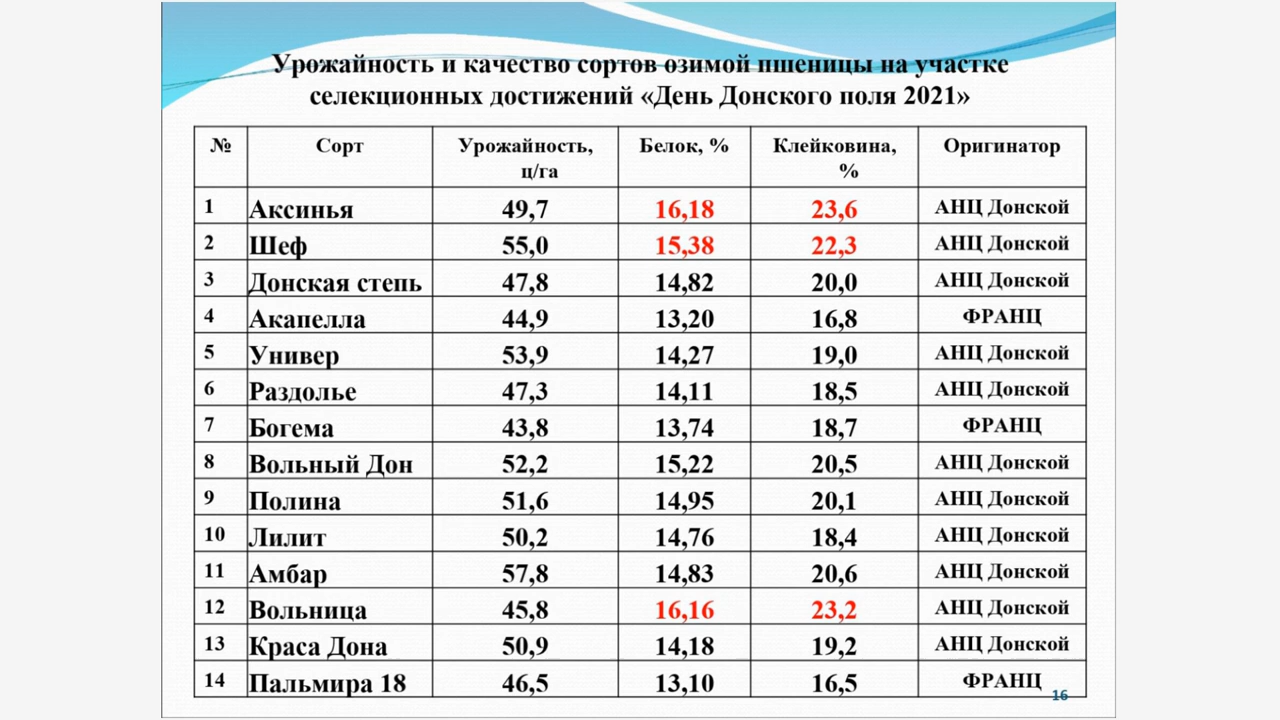 Урожайность и качество сортов озимой пшеницы на участке
селекционных достижений «День Донского поля 2021»
№ Сорт Урожайность, ц/га Белок, % Клейковина, % Оригинатор
1 Аксинья 49,7 16,18 23,6 АНЦ Донской
2 Шеф 55,0 15,38 22,3 АНЦ Донской
3 Донская степь 47,8 14,82 20,0 АНЦ Донской
4 Акапелла 44,9 13,20 16,8 ФРАНЦ
5 Универ 53,9 14,27 19,0 АНЦ Донской
6 Раздолье 47,3 14,11 18,5 АНЦ Донской
7 Богема 43,8 13,74 18,7 ФРАНЦ
8 Вольный Дон 52,2 15,22 20,5 АНЦ Донской
9 Полина 51,6 14,95 20,1 АНЦ Донской
10 Лилит 50,2 14,76 18,4 АНЦ Донской
11 Амбар 57,8 14,83 20,6 АНЦ Донской
12 Вольница 45,8 16,16 23,2 АНЦ Донской
13 Краса Дона 50,9 14,18 19,2 АНЦ Донской
14 Пальмира 18 46,5 13,10 16,5 ФРАНЦ
16